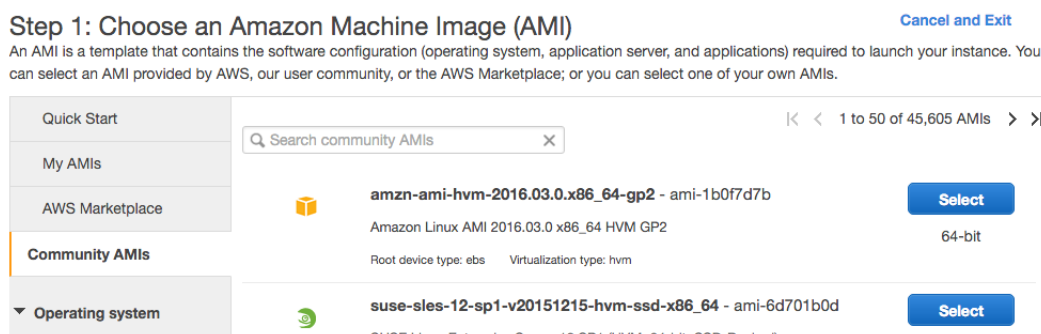 Step 1: Choose an Amazon Machine Image (AMI)
Cancel and Exit
An AMI is a template that contains the software configuration (operating system, application server, and applications) required to launch your instance. You
can select an AMI provided by AWS, our user community, or the AWS Marketplace; or you can select one of your own AMIs.
Quick Start
My AMIs
AWS Marketplace
Community AMIs
Operating system
Search community AMIs
1 to 50 of 45,605 AMIs
amzn-ami-hvm-2016.03.0.x86_64-gp2 - ami-1b0f7d7b
Select
Amazon Linux AMI 2016.03.0 x86_64 HVM GP2
64-bit
Root device type: ebs Virtualization type: hvm
suse-sles-12-sp1-v20151215-hvm-ssd-x86_64 - ami-6d701b0d
Select